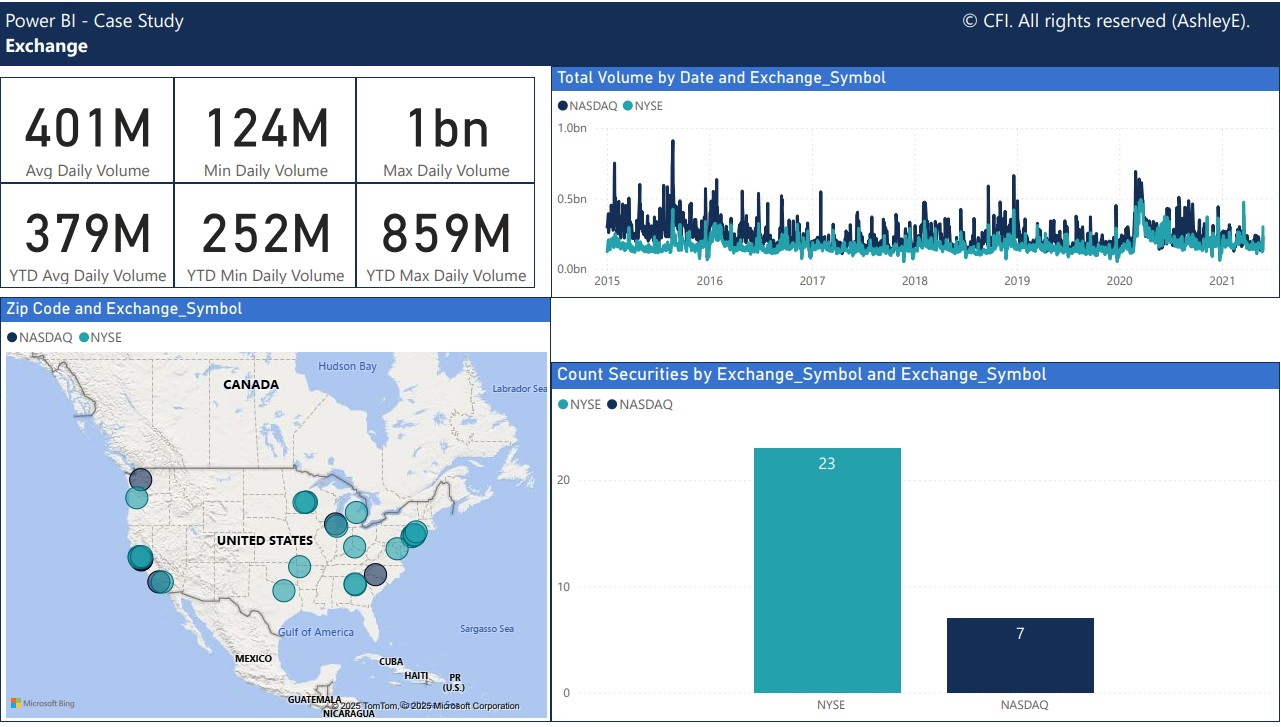 Power BI - Case Study
© CFI. All rights reserved (AshleyE).
Exchange
401M
Avg Daily Volume
124M
Min Daily Volume
1bn
Max Daily Volume
379M
YTD Avg Daily Volume
252M
YTD Min Daily Volume
859M
YTD Max Daily Volume
Total Volume by Date and Exchange_Symbol
NASDAQ NYSE
1.0bn
0.5bn
0.0bn
2015 2016 2017 2018 2019 2020 2021
Zip Code and Exchange_Symbol
NASDAQ NYSE
Hudson Bay
CANADA
Labrador Sea
UNITED STATES
Gulf of America
Sargasso Sea
MEXICO
CUBA
HAITI
PR
(U.S.)
GUATEMALA
NICARAGUA
Microsoft Bing
© 2025 TomTom, © 2025 Microsoft Corporation
Count Securities by Exchange_Symbol and Exchange_Symbol
NYSE NASDAQ
20
10
0
23
7
NYSE NASDAQ